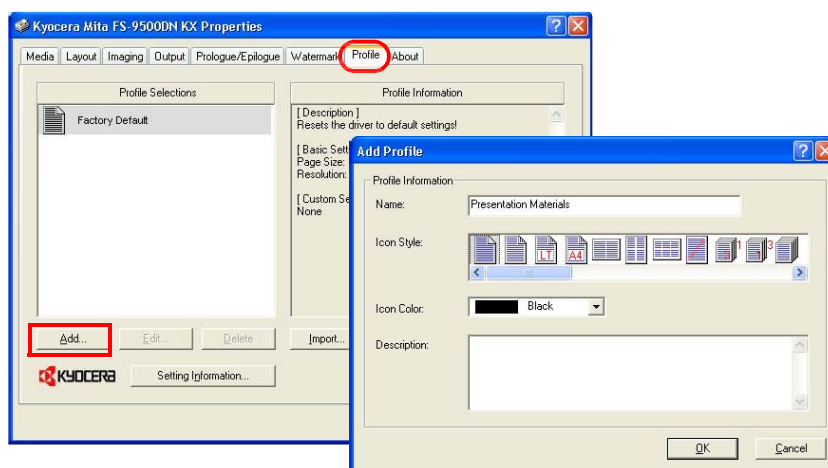 Kyocera Mita FS-9500DN KX Properties
Media Layout Imaging Output Prologue/Epilogue Watermark Profile About
Profile Selections
Factory Default
Profile Information
[ Description ]
Resets the driver to default settings!
[ Basic Sett
Page Size:
Resolution:
[ Custom Se
None
Add... Edit... Delete Import...
KYOCERA Setting Information...
Add Profile
Profile Information
Name: Presentation Materials
Icon Style:
LT A4 1 3
Icon Color: Black
Description:
OK Cancel